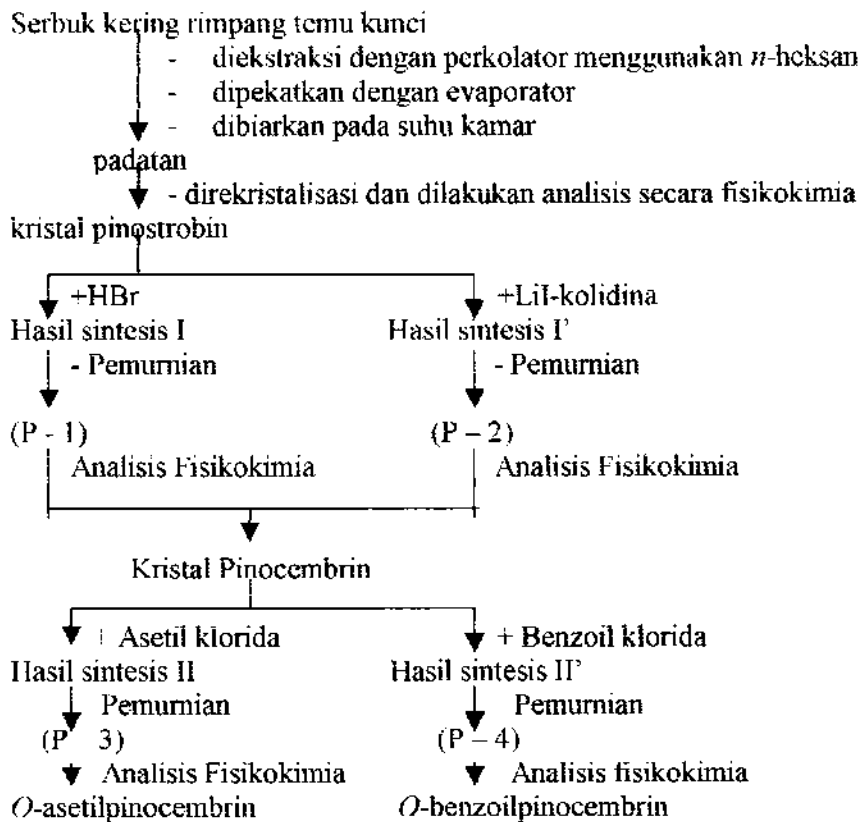 Serbuk kering rimpang temu kunci
- diekstraksi dengan perkolator menggunakan n-heksan
- dipekatkan dengan evaporator
- dibiarkan pada suhu kamar
padatan
- direkristalisasi dan dilakukan analisis secara fisikokimia
kristal pinostrobin
+HBr +LiI-kolidina
Hasil sintesis I Hasil sintesis I'
- Pemurnian - Pemurnian
(P - 1) (P – 2)
Analisis Fisikokimia Analisis Fisikokimia
Kristal Pinocembrin
+ Asetil klorida + Benzoil klorida
Hasil sintesis II Hasil sintesis II'
Pemurnian Pemurnian
(P 3) (P – 4)
Analisis Fisikokimia Analisis fisikokimia
O-asetilpinocembrin O-benzoilpinocembrin